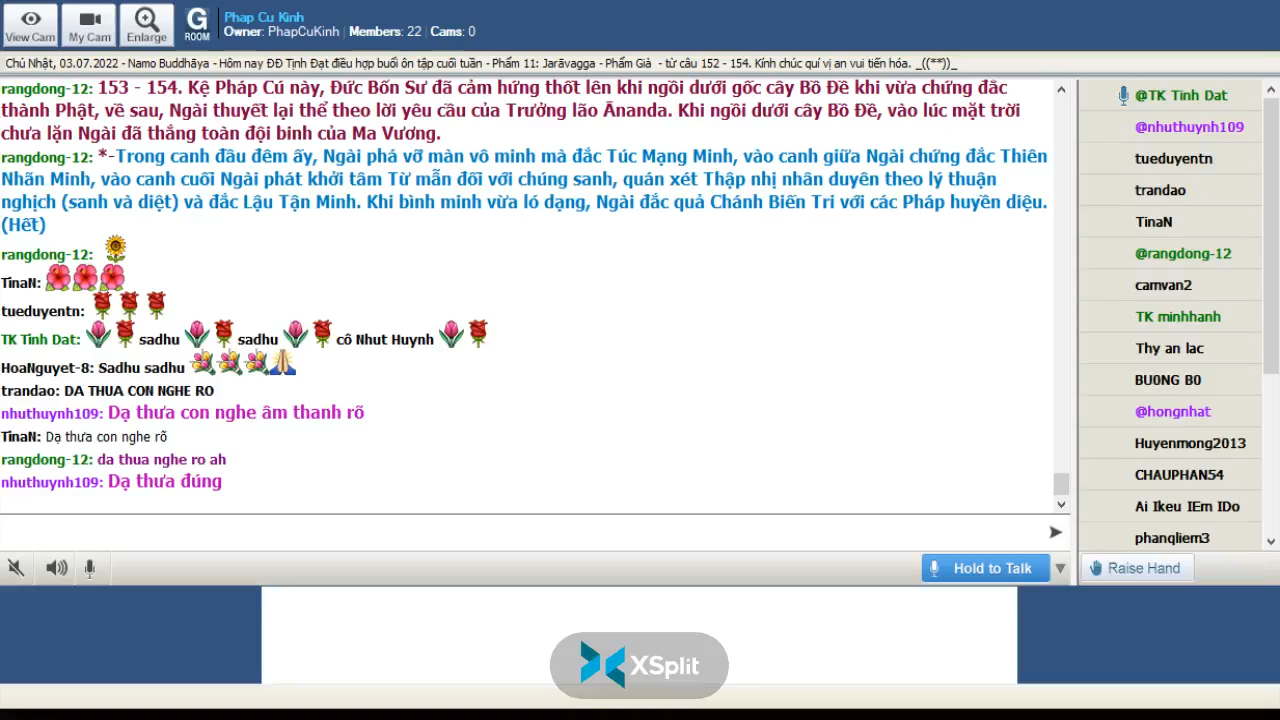 View Cam
My Cam
Enlarge
G
ROOM
Phap Cu Kinh
Owner: PhapCuKinh | Members: 22 | Cams: 0
Chủ Nhật, 03.07.2022 - Namo Buddhāya - Hôm nay ĐĐ Tịnh Đạt điều hợp buổi ôn tập cuối tuần - Phẩm 11: Jarāvagga - Phẩm Già - từ câu 152 - 154. Kính chúc quí vị an vui tiến hóa. _((**))_
rangdong-12: 153 - 154. Kệ Pháp Cú này, Đức Bổn Sư đã cảm hứng thốt lên khi ngồi dưới gốc cây Bồ Đề khi vừa chứng đắc
thành Phật, về sau, Ngài thuyết lại thể theo lời yêu cầu của Trưởng lão Ānanda. Khi ngồi dưới cây Bồ Đề, vào lúc mặt trời
chưa lặn Ngài đã thắng toàn đội binh của Ma Vương.
rangdong-12: *-Trong canh đầu đêm ấy, Ngài phá vỡ màn vô minh mà đắc Túc Mạng Minh, vào canh giữa Ngài chứng đắc Thiên
Nhãn Minh, vào canh cuối Ngài phát khởi tâm Từ mẫn đối với chúng sanh, quán xét Thập nhị nhân duyên theo lý thuận
nghịch (sanh và diệt) và đắc Lậu Tận Minh. Khi bình minh vừa ló dạng, Ngài đắc quả Chánh Biến Tri với các Pháp huyền diệu.
(Hết)
rangdong-12:
TinaN:
tueduyentn:
TK Tinh Dat: sadhu sadhu cô Nhut Huynh
HoaNguyet-8: Sadhu sadhu
trandao: DA THUA CON NGHE RO
nhuthuynh109: Dạ thưa con nghe âm thanh rõ
TinaN: Dạ thưa con nghe rõ
rangdong-12: da thua nghe ro ah
nhuthuynh109: Dạ thưa đúng
@TK Tinh Dat
@nhuthuynh109
tueduyentn
trandao
TinaN
@rangdong-12
camvan2
TK minhhanh
Thy an lac
BU0NG B0
@hongnhat
Huyenmong2013
CHAUPHAN54
Ai Ikeu IEm IDo
phanqliem3
Hold to Talk
Raise Hand
XSplit